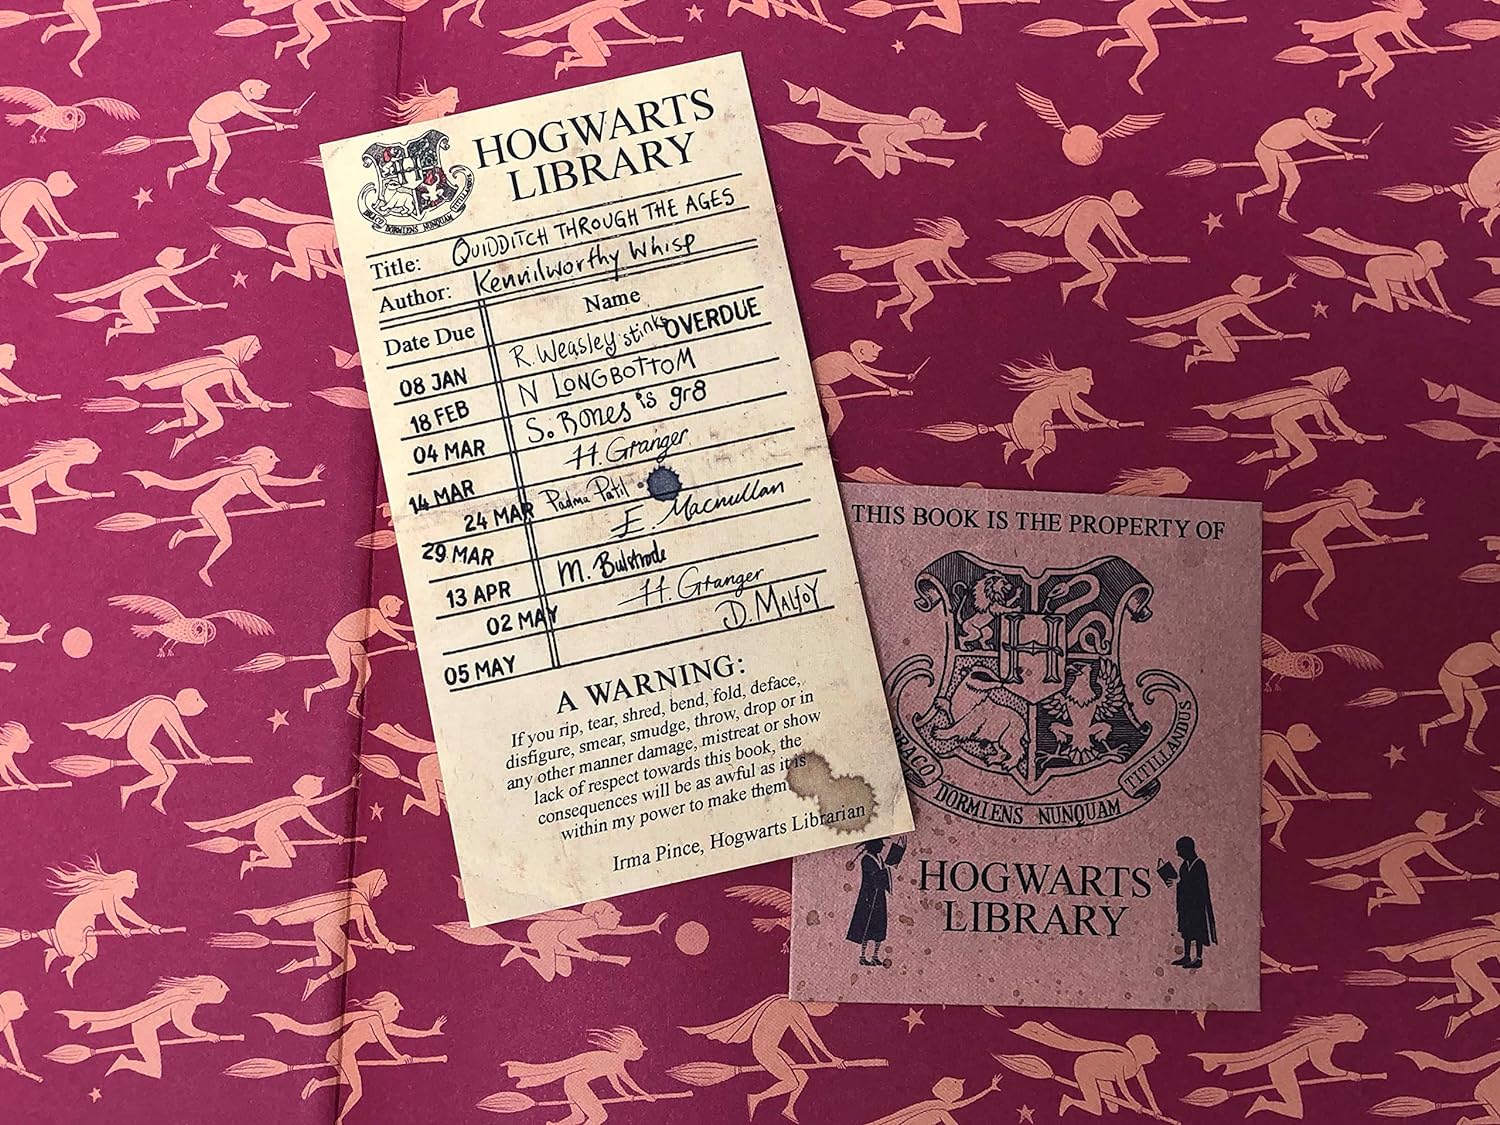 HOGWARTS
LIBRARY
DRACO DORMIENS NUNQUAM TITILLANDUS
Title: QUIDDITCH THROUGH THE AGES
Author: Kennilworthy Whisp
Date Due Name
08 JAN R. Weasley stinks OVERDUE
18 FEB N LONGBOTTOM
04 MAR S. Bones is gr8
14 MAR H. Granger
24 MAR Padma Patil
29 MAR E. Macmillan
13 APR M. Bulstrode
02 MAY H. Granger
05 MAY D. MALFOY
A WARNING:
If you rip, tear, shred, bend, fold, deface,
disfigure, smear, smudge, throw, drop or in
any other manner damage, mistreat or show
lack of respect towards this book, the
consequences will be as awful as it is
within my power to make them
Irma Pince, Hogwarts Librarian
THIS BOOK IS THE PROPERTY OF
H
DRACO DORMIENS NUNQUAM TITILLANDUS
HOGWARTS
LIBRARY